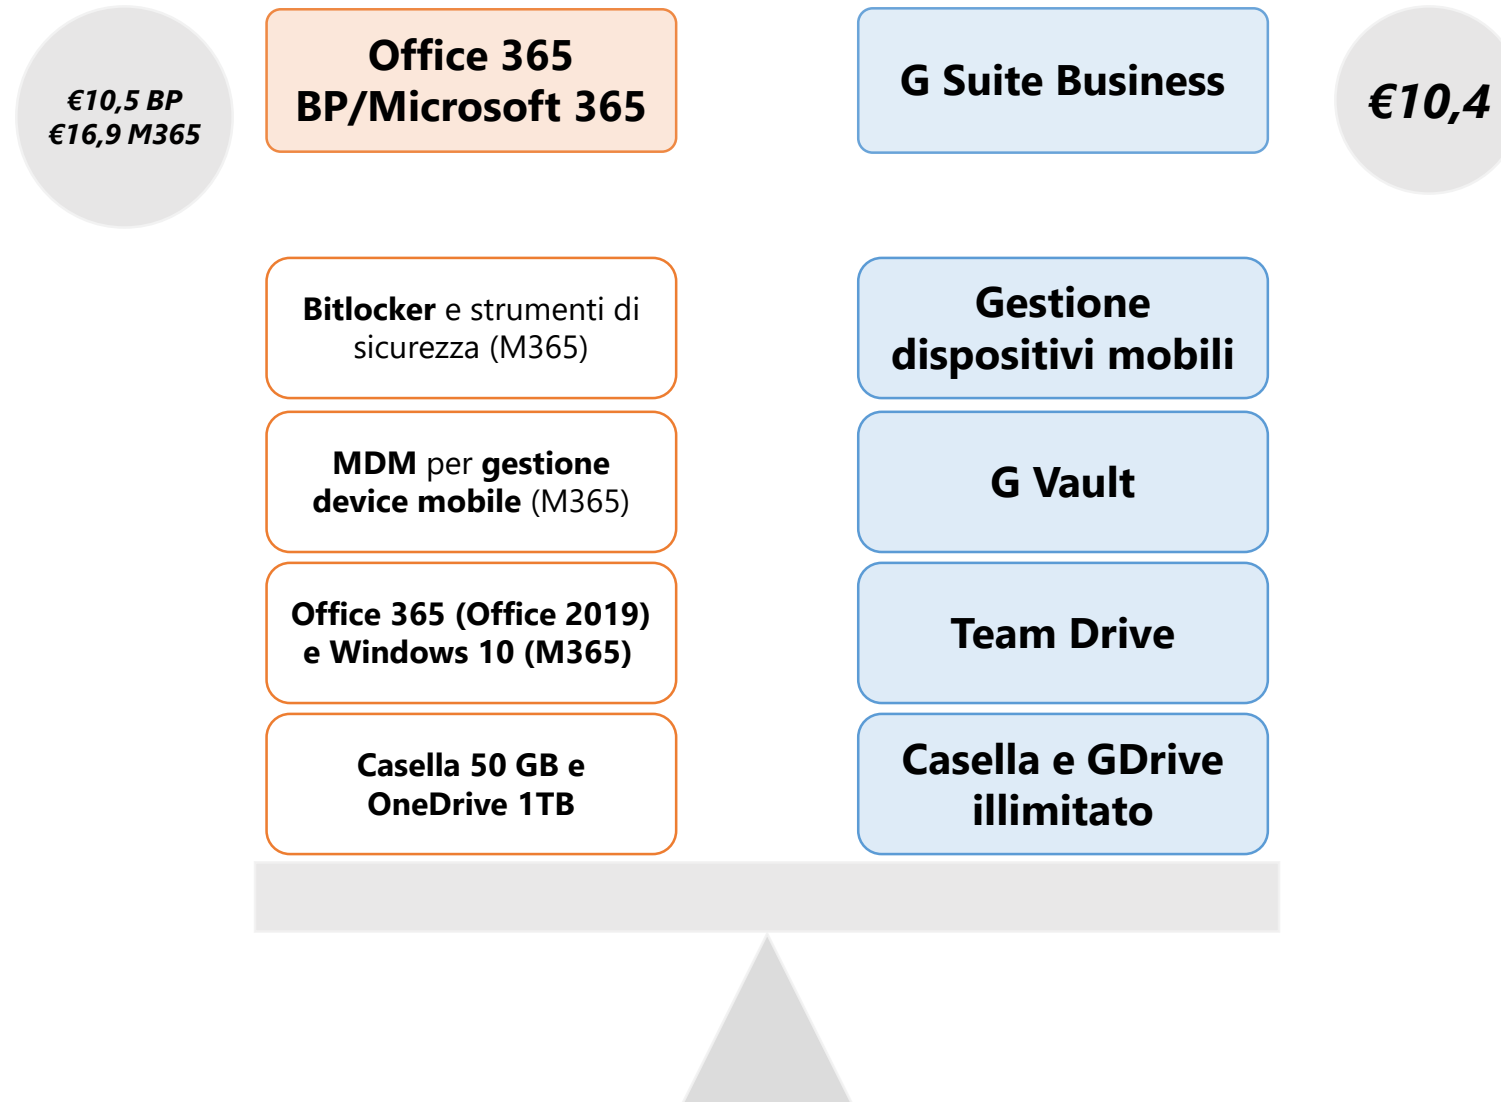 €10,5 BP
€16,9 M365
Office 365
BP/Microsoft 365
G Suite Business
€10,4
Bitlocker e strumenti di
sicurezza (M365)
MDM per gestione
device mobile (M365)
Office 365 (Office 2019)
e Windows 10 (M365)
Casella 50 GB e
OneDrive 1TB
Gestione
dispositivi mobili
G Vault
Team Drive
Casella e GDrive
illimitato